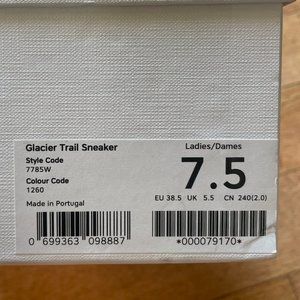 Glacier Trail Sneaker
Ladies/Dames
Style Code
7785W
7.5
Colour Code
1260
EU 38.5 UK 5.5 CN 240(2.0)
Made in Portugal
0 699363 098887
*000079170*